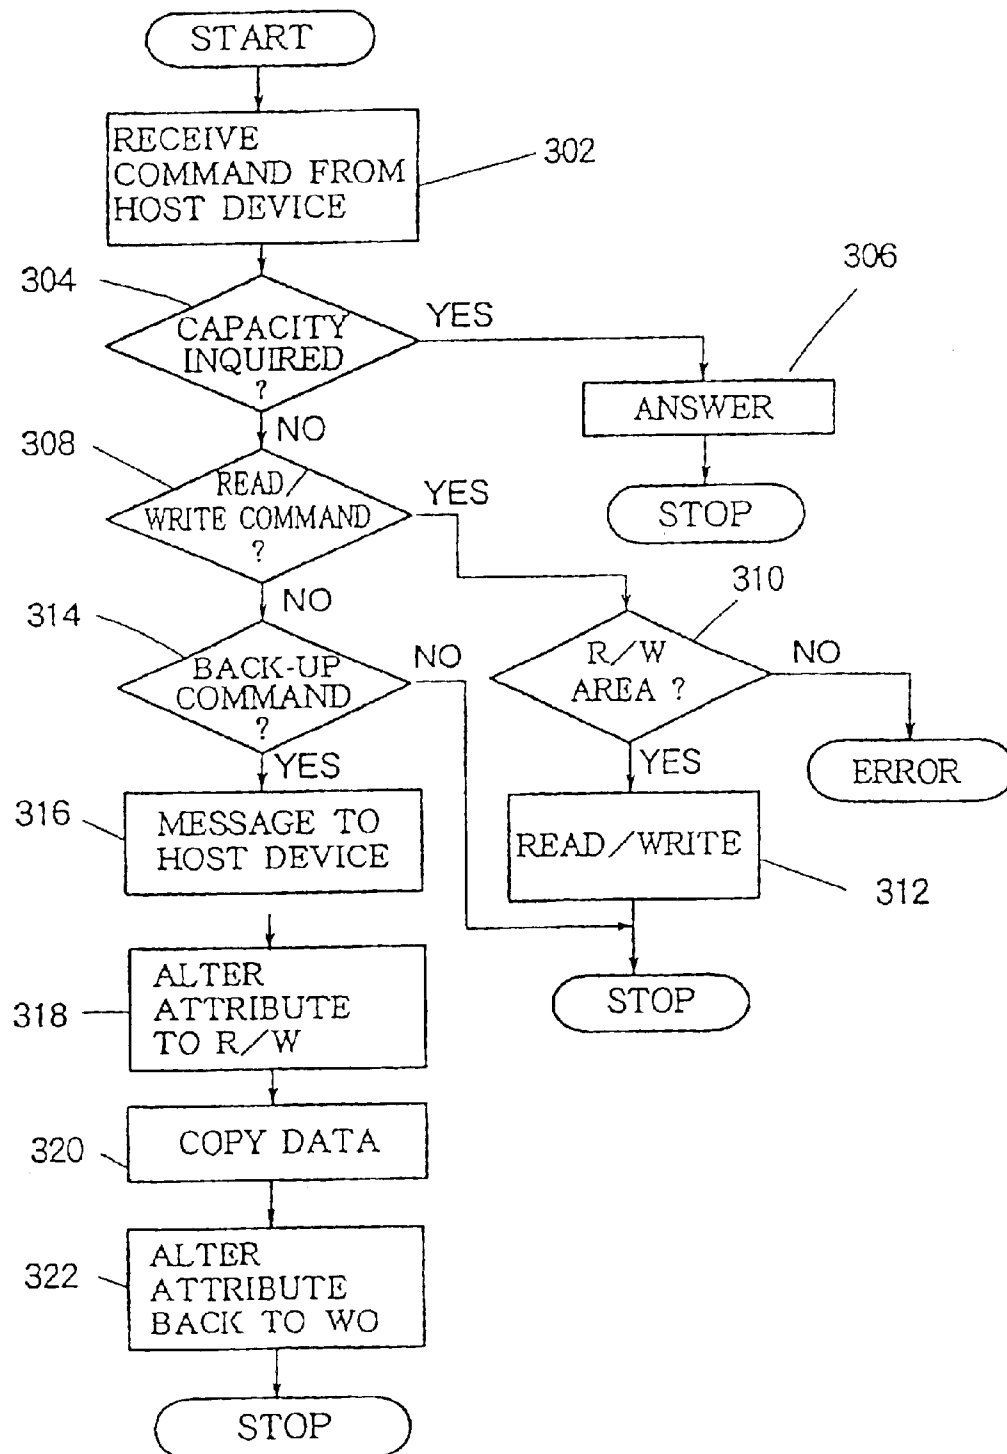 START
RECEIVE
COMMAND FROM
HOST DEVICE
302
304
CAPACITY
INQUIRED
?
YES
306
ANSWER
STOP
NO
308
READ/
WRITE COMMAND
?
YES
NO
310
R/W
AREA ?
NO
ERROR
YES
READ/WRITE
312
STOP
314
BACK-UP
COMMAND
?
NO
YES
316
MESSAGE TO
HOST DEVICE
318
ALTER
ATTRIBUTE
TO R/W
320
COPY DATA
322
ALTER
ATTRIBUTE
BACK TO WO
STOP